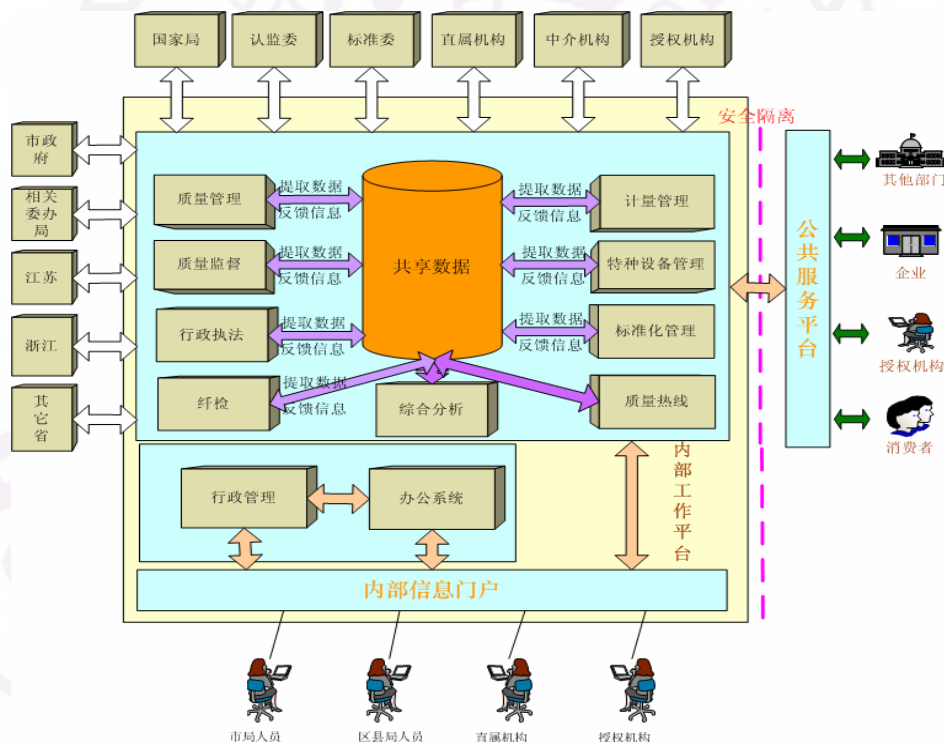 国家局
认监委
标准委
直属机构
中介机构
授权机构
安全隔离
市政
府
相关
委办
局
江苏
浙江
其
它
省
质量管理
提取数据
反馈信息
质量监督
提取数据
反馈信息
行政执法
提取数据
反馈信息
纤检
提取数据
反馈信息
共享数据
综合分析
提取数据
反馈信息
计量管理
提取数据
反馈信息
特种设备管理
提取数据
反馈信息
标准化管理
质量热线
内部工作平台
行政管理
办公系统
内部信息门户
公共服务平台
其他部门
企业
授权机构
消费者
市局人员
区县局人员
直属机构
授权机构